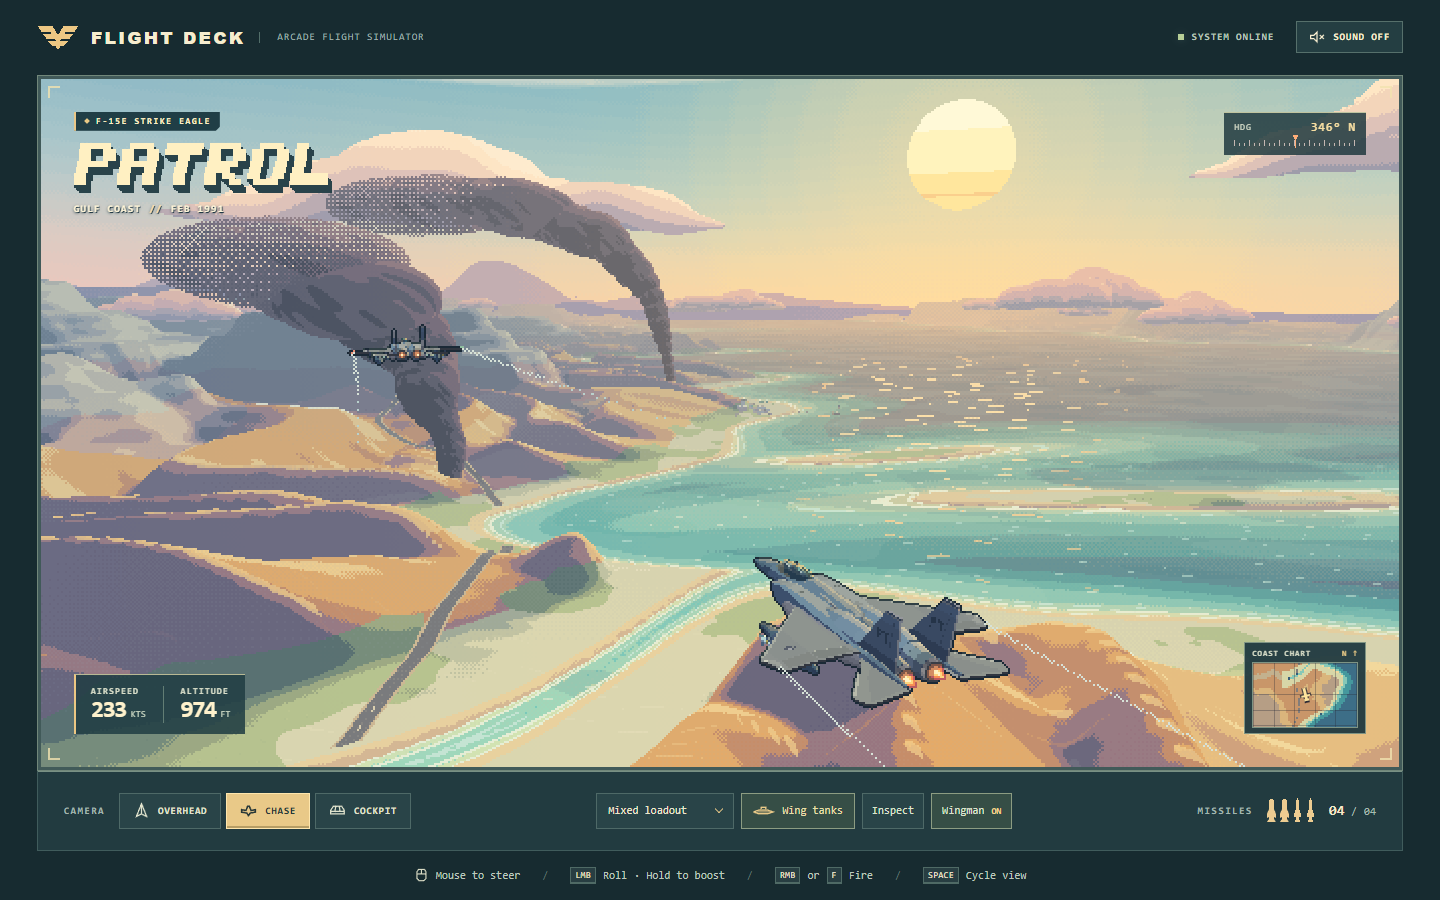 FLIGHT DECK
ARCADE FLIGHT SIMULATOR
SYSTEM ONLINE
SOUND OFF
F-15E STRIKE EAGLE
PATROL
GULF COAST // FEB 1991
HDG 346° N
AIRSPEED
233 KTS
ALTITUDE
974 FT
COAST CHART N ↑
CAMERA
OVERHEAD
CHASE
COCKPIT
Mixed loadout
Wing tanks
Inspect
Wingman ON
MISSILES
04 / 04
Mouse to steer / LMB Roll · Hold to boost / RMB or F Fire / SPACE Cycle view